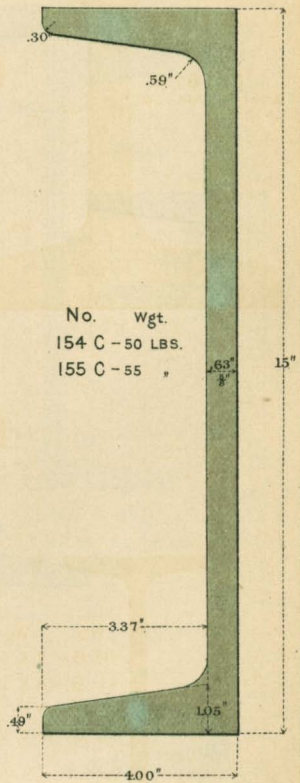 .30"
.59"
No. Wgt.
154 C - 50 LBS.
155 C - 55 "
.63"
15"
3.37"
.49"
1.05"
4.00"